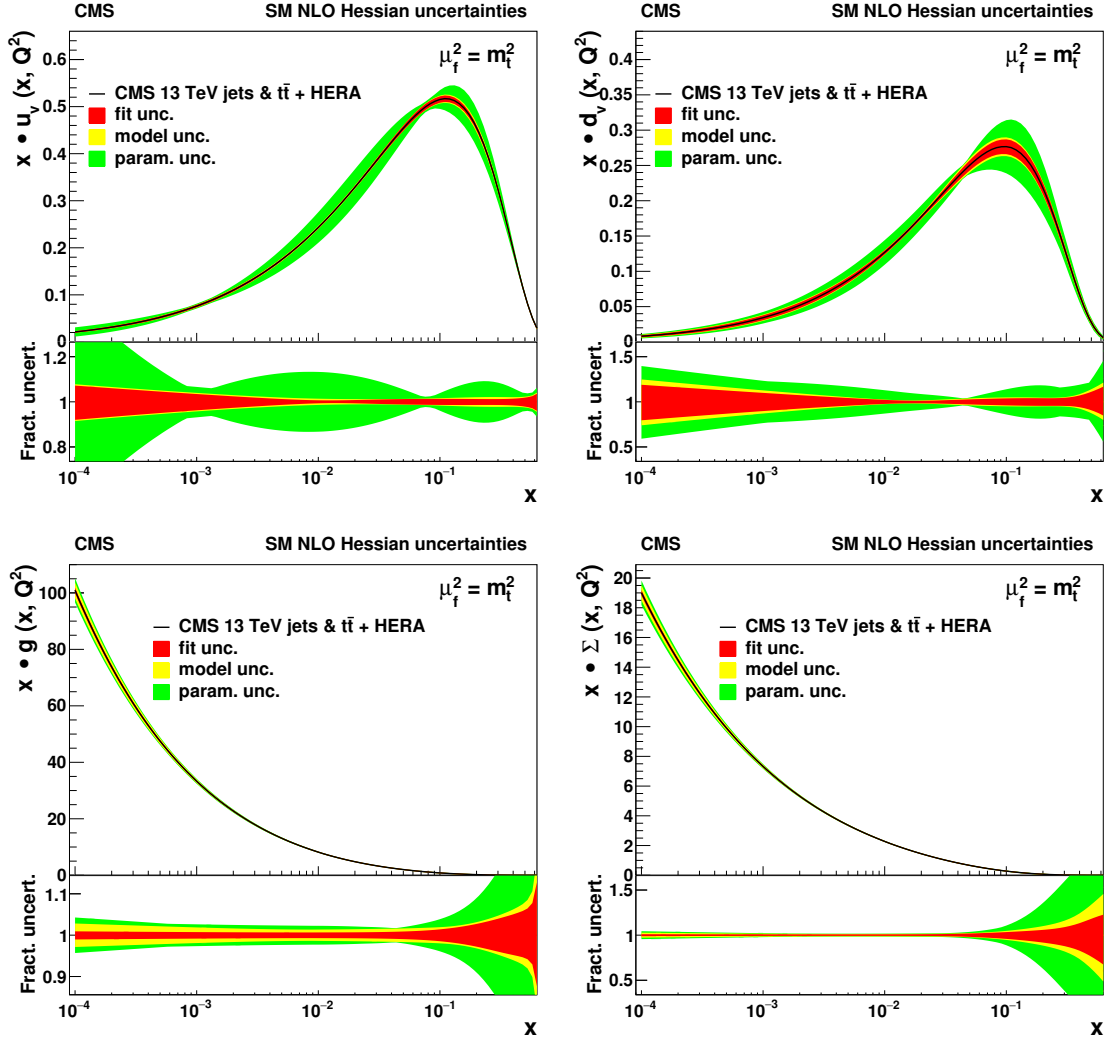 CMS SM NLO Hessian uncertainties
x • u_v (x, Q²)
μ_f² = m_t²
CMS 13 TeV jets & tt̄ + HERA
fit unc.
model unc.
param. unc.
0.6
0.5
0.4
0.3
0.2
0.1
0
Fract. uncert.
1.2
1
0.8
10⁻⁴ 10⁻³ 10⁻² 10⁻¹
x
CMS SM NLO Hessian uncertainties
x • d_v (x, Q²)
μ_f² = m_t²
CMS 13 TeV jets & tt̄ + HERA
fit unc.
model unc.
param. unc.
0.4
0.35
0.3
0.25
0.2
0.15
0.1
0.05
0
Fract. uncert.
1.5
1
0.5
10⁻⁴ 10⁻³ 10⁻² 10⁻¹
x
CMS SM NLO Hessian uncertainties
x • g (x, Q²)
μ_f² = m_t²
CMS 13 TeV jets & tt̄ + HERA
fit unc.
model unc.
param. unc.
100
80
60
40
20
0
Fract. uncert.
1.1
1
0.9
10⁻⁴ 10⁻³ 10⁻² 10⁻¹
x
CMS SM NLO Hessian uncertainties
x • Σ (x, Q²)
μ_f² = m_t²
CMS 13 TeV jets & tt̄ + HERA
fit unc.
model unc.
param. unc.
20
18
16
14
12
10
8
6
4
2
0
Fract. uncert.
1.5
1
0.5
10⁻⁴ 10⁻³ 10⁻² 10⁻¹
x